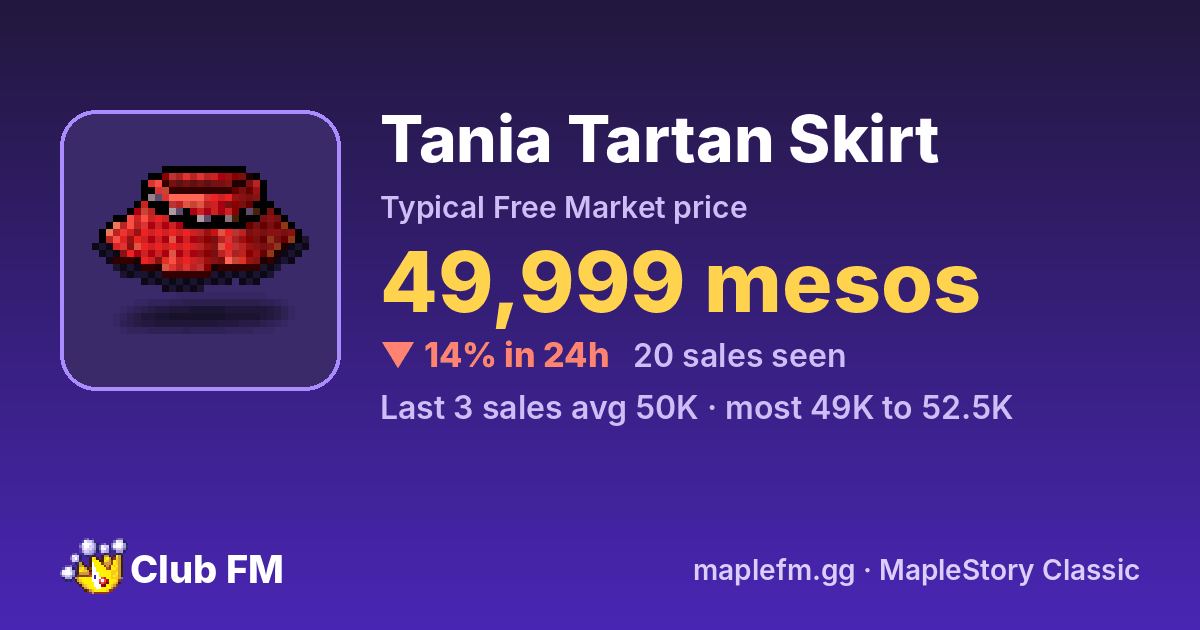 Tania Tartan Skirt
Typical Free Market price
49,999 mesos
▼ 14% in 24h 20 sales seen
Last 3 sales avg 50K · most 49K to 52.5K
Club FM
maplefm.gg · MapleStory Classic